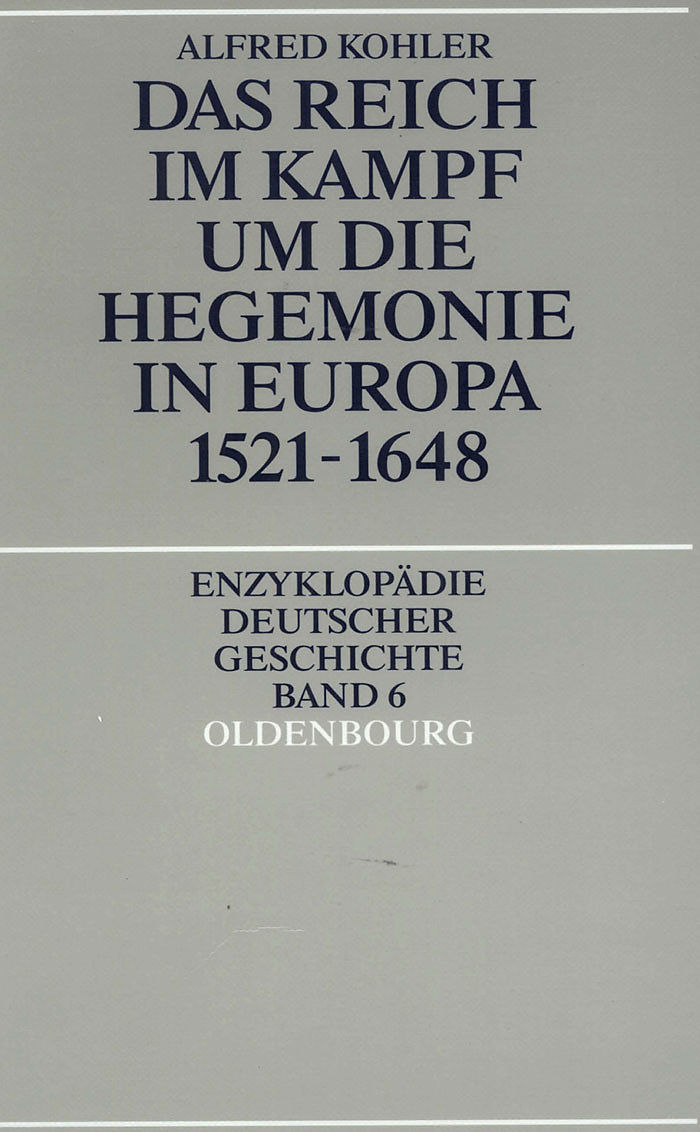 ALFRED KOHLER
DAS REICH
IM KAMPF
UM DIE
HEGEMONIE
IN EUROPA
1521-1648
ENZYKLOPÄDIE
DEUTSCHER
GESCHICHTE
BAND 6
OLDENBOURG